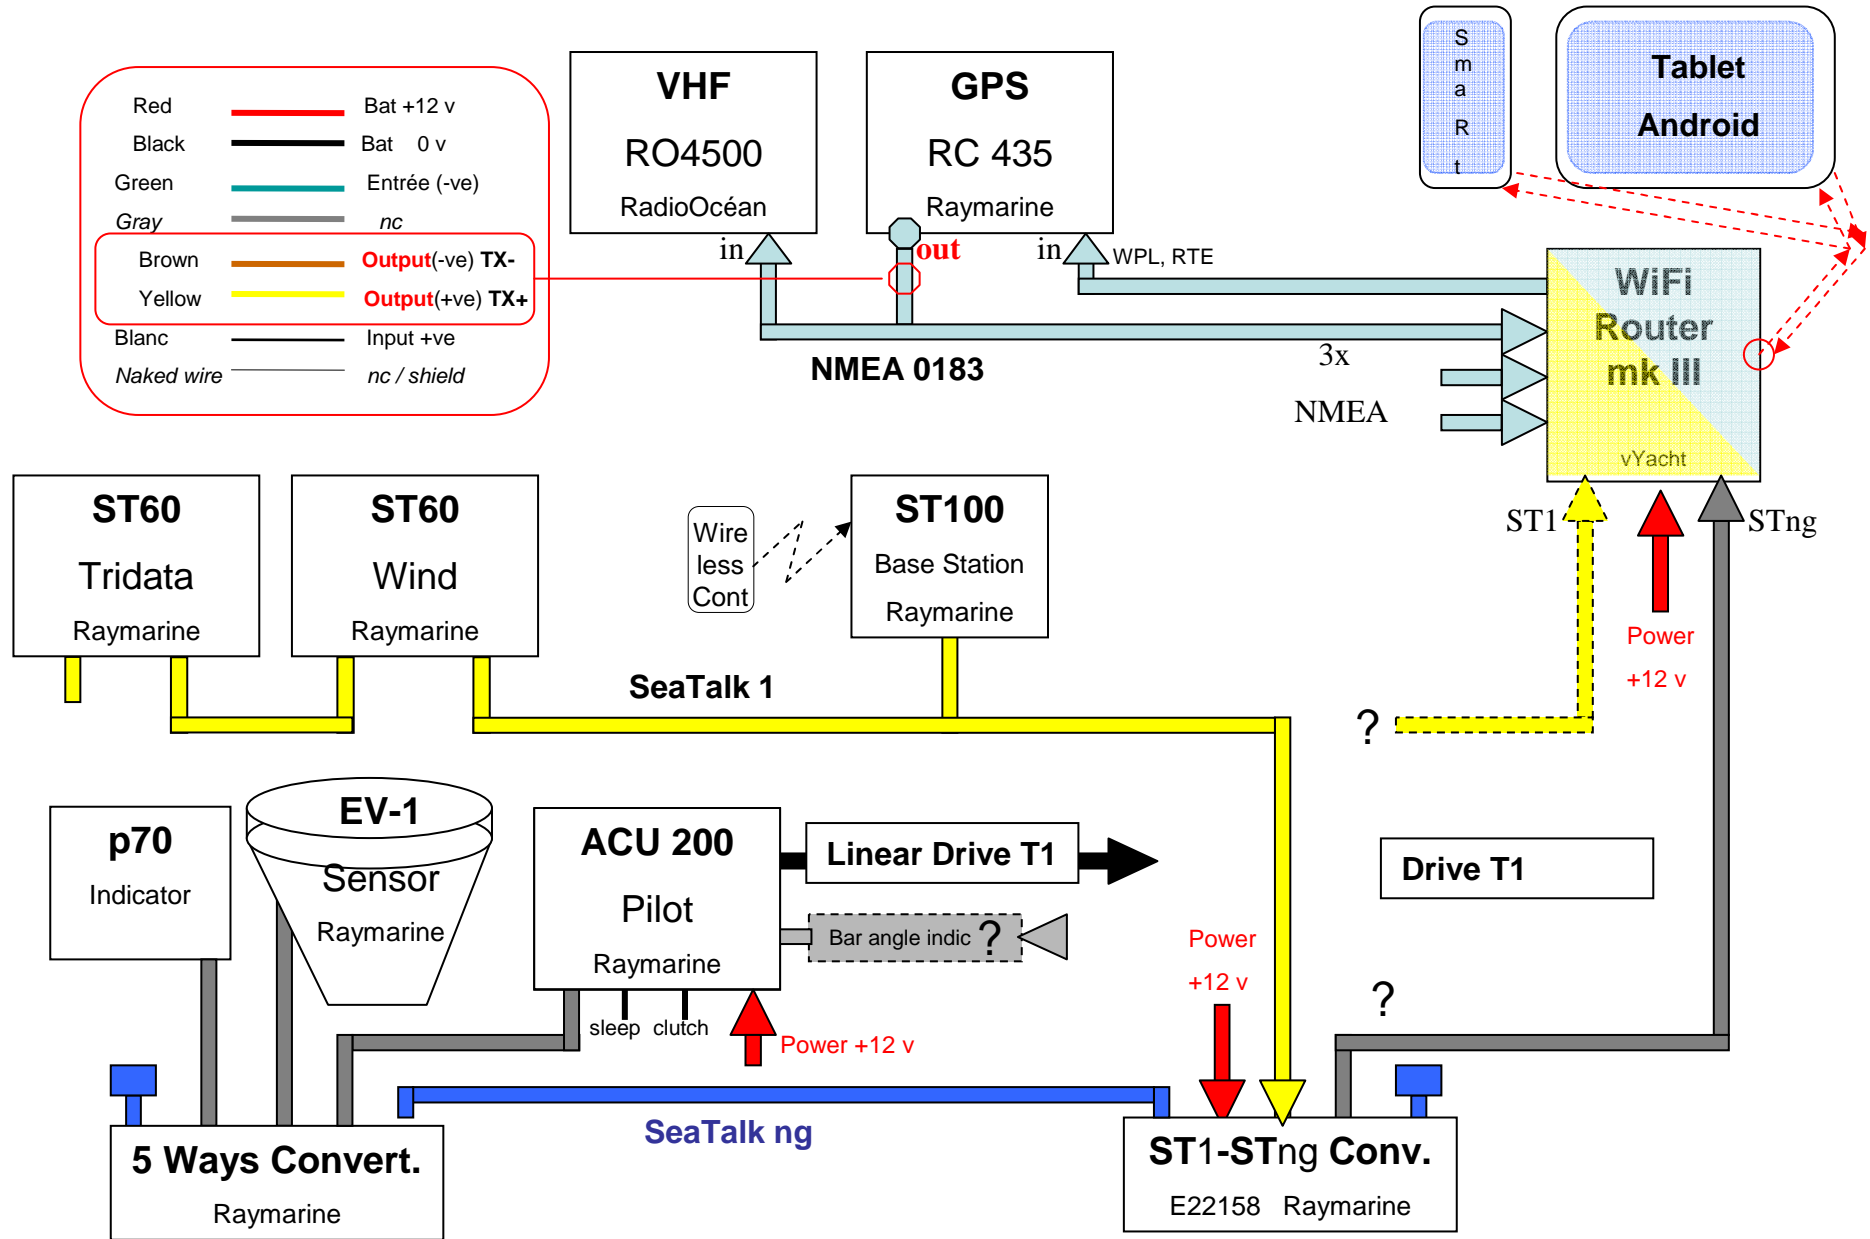 Red Bat +12 v
Black Bat 0 v
Green Entrée (-ve)
Gray nc
Brown Output(-ve) TX-
Yellow Output(+ve) TX+
Blanc Input +ve
Naked wire nc / shield
VHF
RO4500
RadioOcéan
in
GPS
RC 435
Raymarine
out
in
WPL, RTE
S
m
a
R
t
Tablet
Android
WiFi
Router
mk III
vYacht
NMEA 0183
3x
NMEA
ST60
Tridata
Raymarine
ST60
Wind
Raymarine
Wire
less
Cont
ST100
Base Station
Raymarine
ST1
STng
Power
+12 v
SeaTalk 1
?
p70
Indicator
EV-1
Sensor
Raymarine
ACU 200
Pilot
Raymarine
Linear Drive T1
Bar angle indic ?
Drive T1
sleep clutch
Power +12 v
Power
+12 v
?
SeaTalk ng
5 Ways Convert.
Raymarine
ST1-STng Conv.
E22158 Raymarine